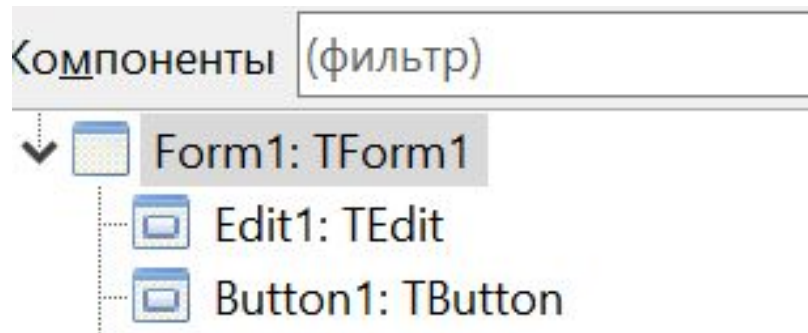 Компоненты (фильтр)
Form1: TForm1
Edit1: TEdit
Button1: TButton